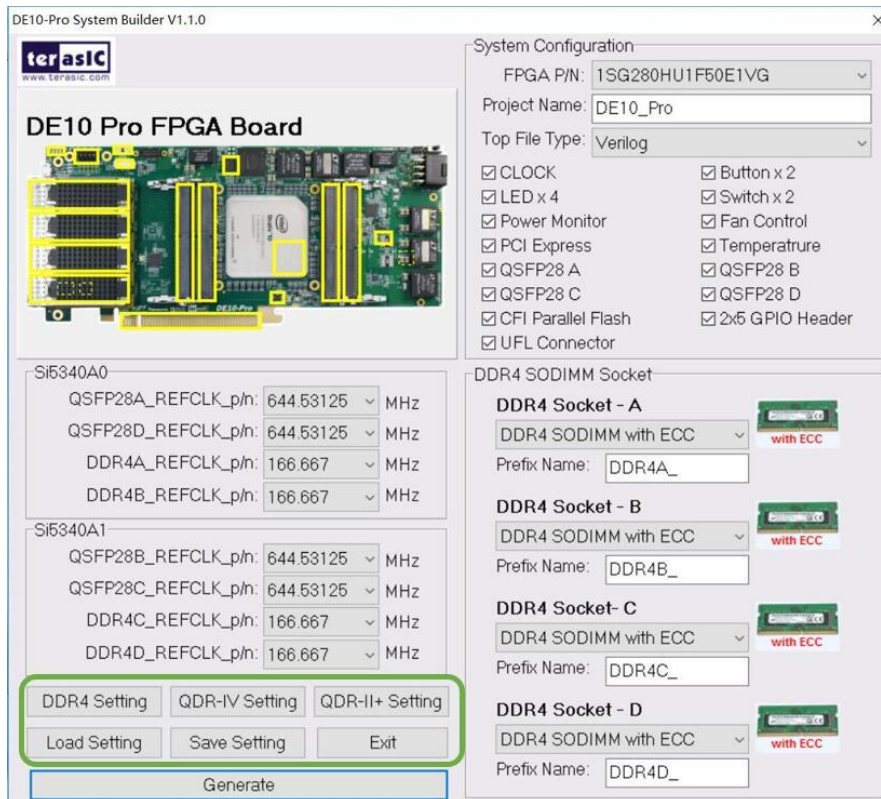 DE10-Pro System Builder V1.1.0
terasIC
www.terasic.com
DE10 Pro FPGA Board
DE10-Pro
System Configuration
FPGA P/N: 1SG280HU1F50E1VG
Project Name: DE10_Pro
Top File Type: Verilog
CLOCK
Button x 2
LED x 4
Switch x 2
Power Monitor
Fan Control
PCI Express
Temperatrure
QSFP28 A
QSFP28 B
QSFP28 C
QSFP28 D
CFI Parallel Flash
2x5 GPIO Header
UFL Connector
Si5340A0
QSFP28A_REFCLK_p/n: 644.53125 MHz
QSFP28D_REFCLK_p/n: 644.53125 MHz
DDR4A_REFCLK_p/n: 166.667 MHz
DDR4B_REFCLK_p/n: 166.667 MHz
Si5340A1
QSFP28B_REFCLK_p/n: 644.53125 MHz
QSFP28C_REFCLK_p/n: 644.53125 MHz
DDR4C_REFCLK_p/n: 166.667 MHz
DDR4D_REFCLK_p/n: 166.667 MHz
DDR4 Setting
QDR-IV Setting
QDR-II+ Setting
Load Setting
Save Setting
Exit
Generate
DDR4 SODIMM Socket
DDR4 Socket - A
DDR4 SODIMM with ECC
with ECC
Prefix Name: DDR4A_
DDR4 Socket - B
DDR4 SODIMM with ECC
with ECC
Prefix Name: DDR4B_
DDR4 Socket- C
DDR4 SODIMM with ECC
with ECC
Prefix Name: DDR4C_
DDR4 Socket - D
DDR4 SODIMM with ECC
with ECC
Prefix Name: DDR4D_